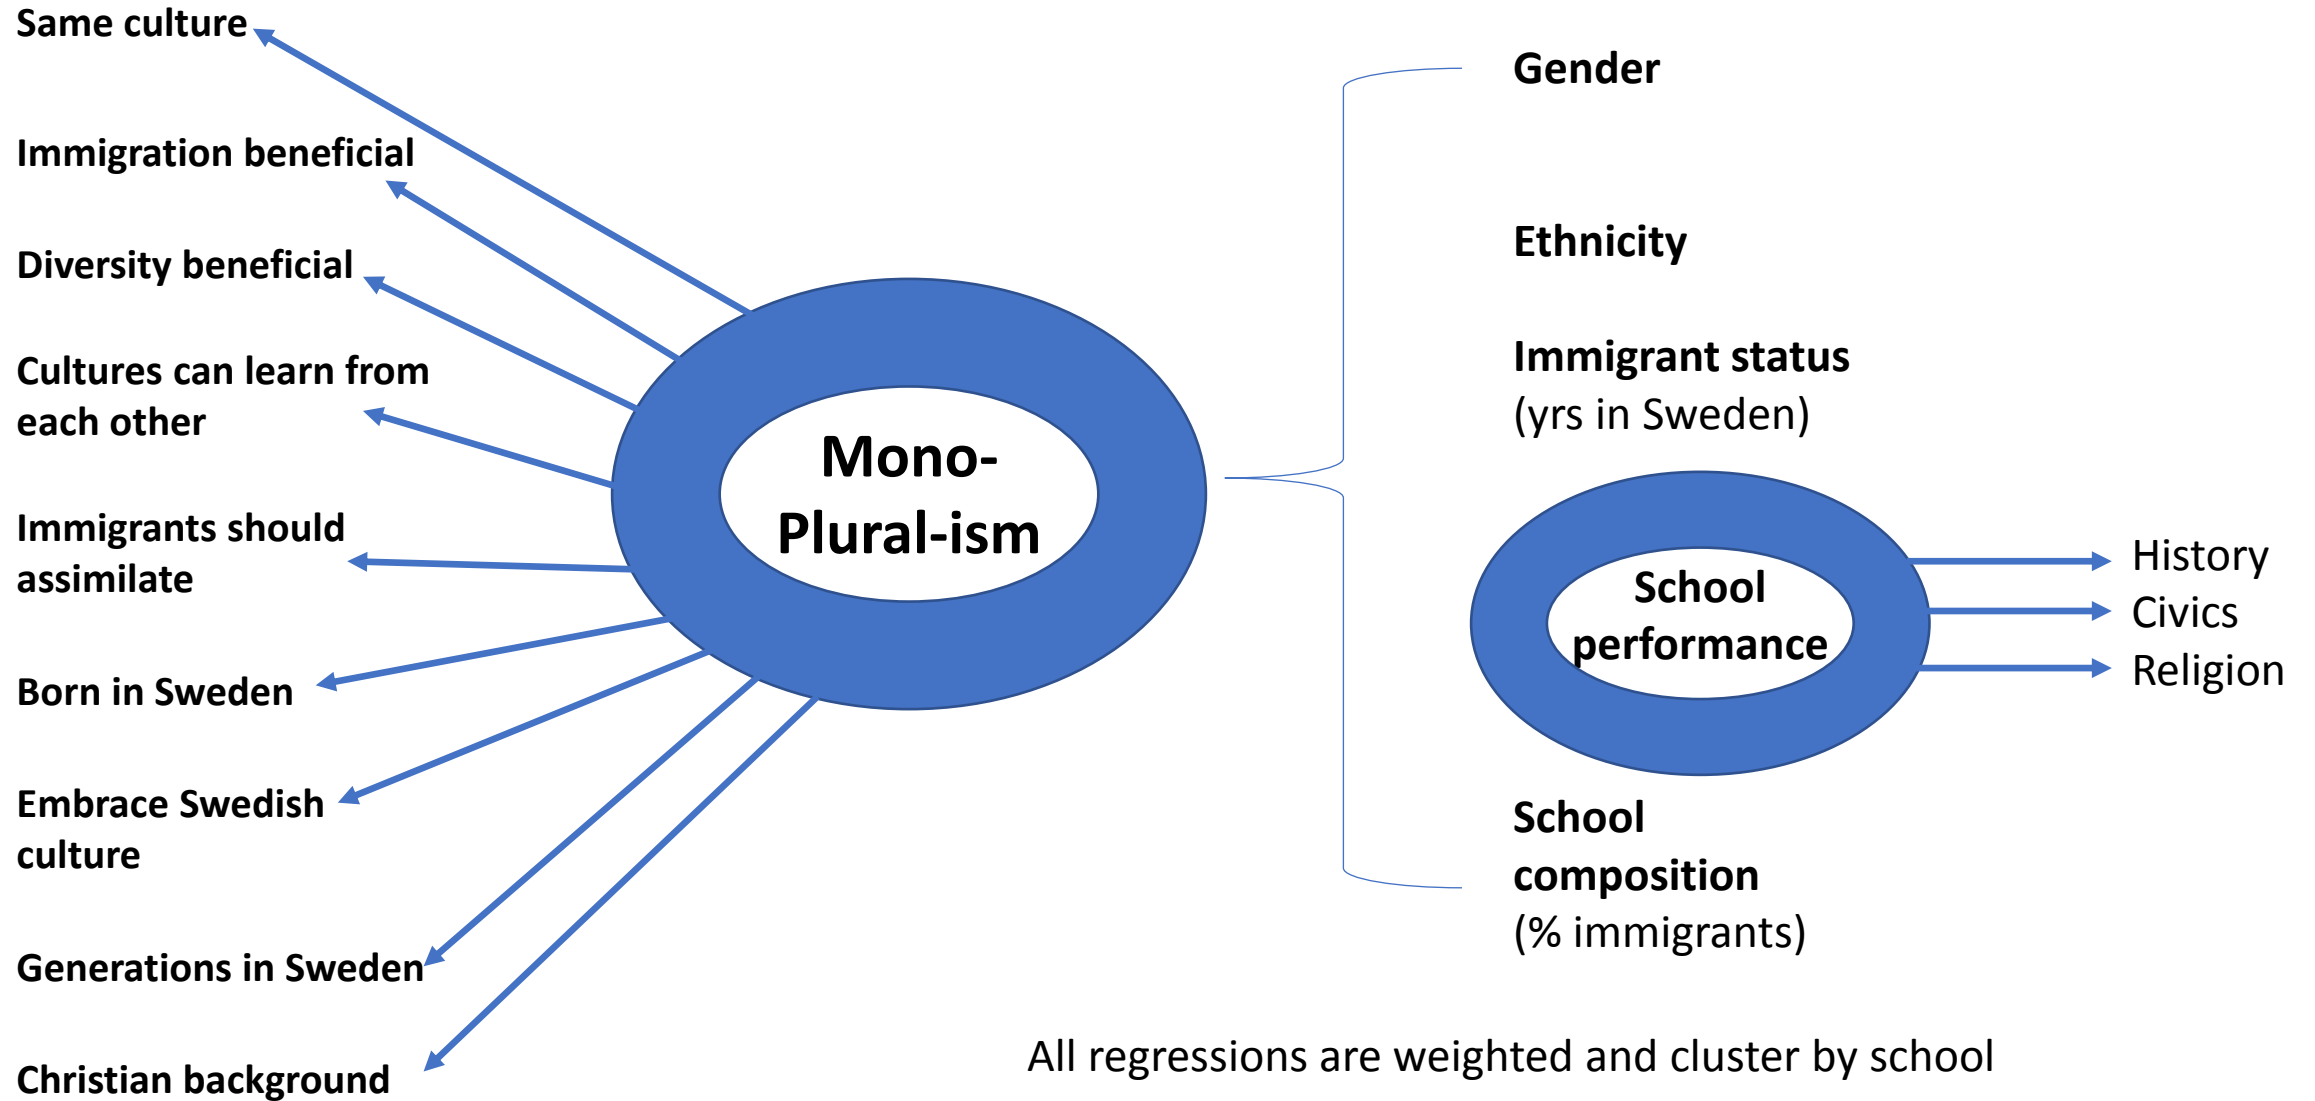 Same culture
Immigration beneficial
Diversity beneficial
Cultures can learn from
each other
Immigrants should
assimilate
Born in Sweden
Embrace Swedish
culture
Generations in Sweden
Christian background
Mono-
Plural-ism
Gender
Ethnicity
Immigrant status
(yrs in Sweden)
School
performance
History
Civics
Religion
School
composition
(% immigrants)
All regressions are weighted and cluster by school